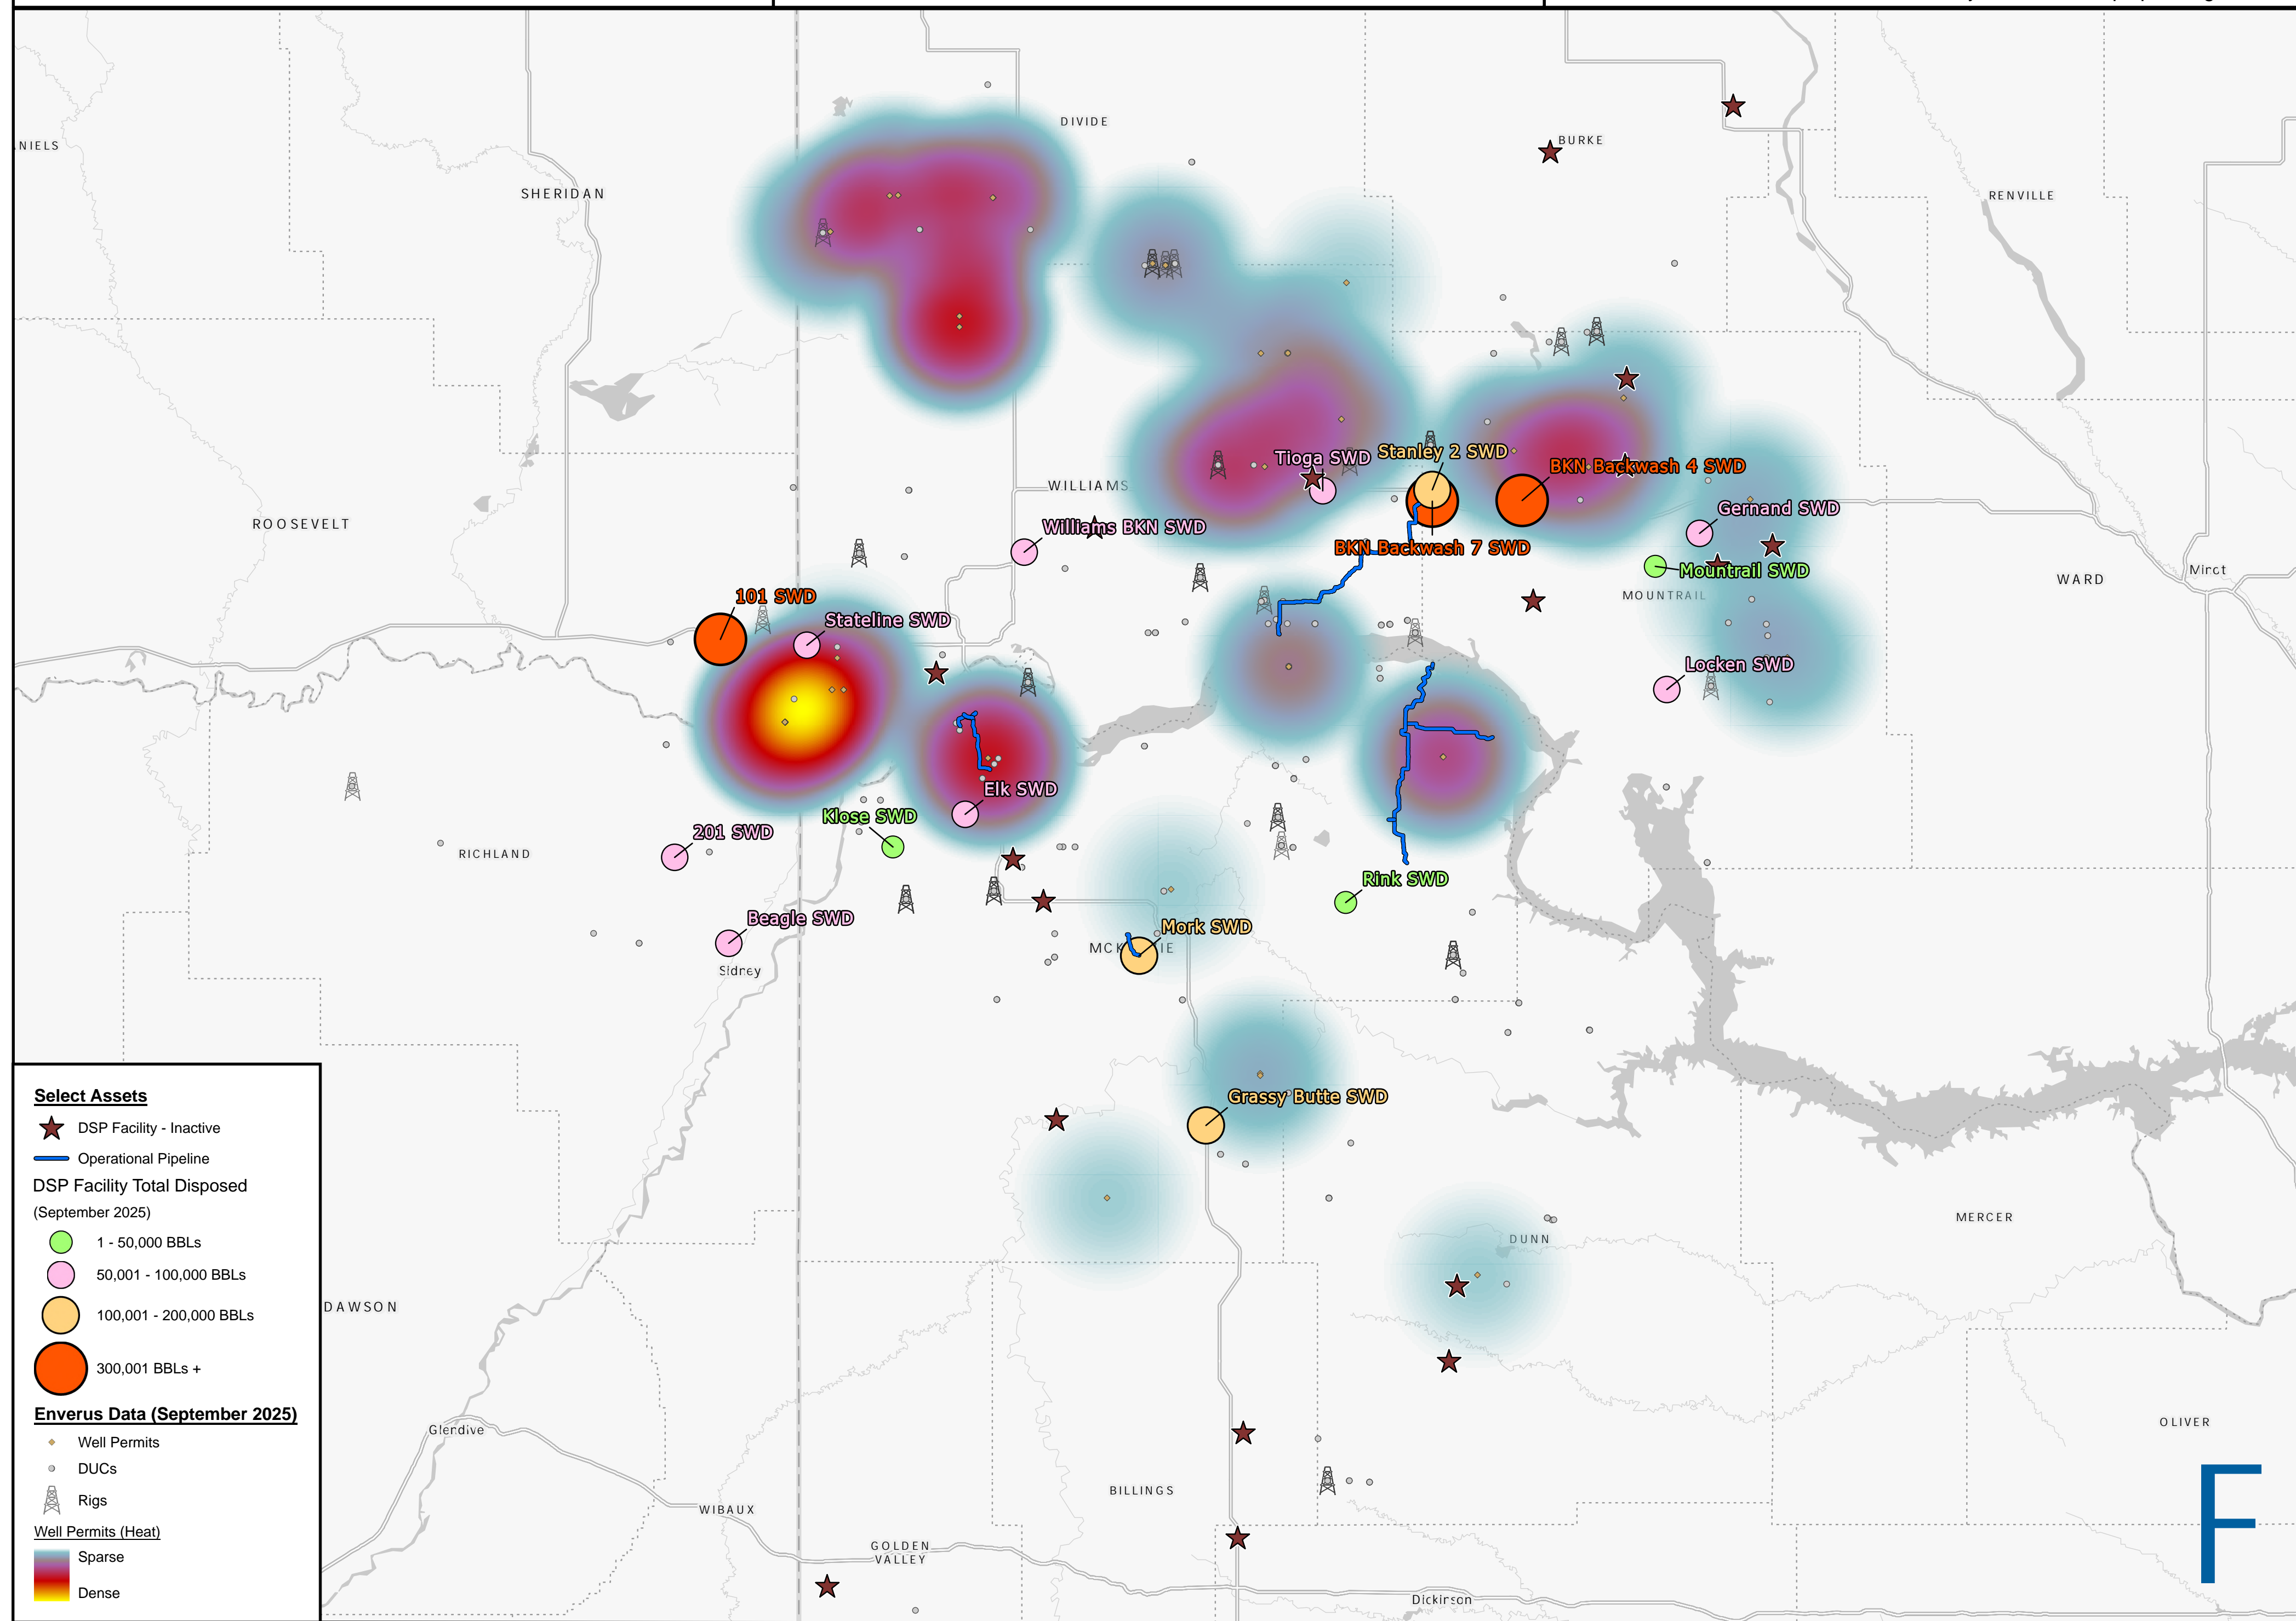 DIVIDE
BURKE
NIELS
SHERIDAN
RENVILLE
Stanley 2 SWD
Tioga SWD
BKN Backwash 4 SWD
WILLIAMS
Gernand SWD
ROOSEVELT
Williams BKN SWD
BKN Backwash 7 SWD
Mountrail SWD
Minot
WARD
MOUNTRAIL
101 SWD
Stateline SWD
Locken SWD
Elk SWD
Klose SWD
201 SWD
RICHLAND
Rink SWD
Beagle SWD
Mork SWD
Sidney
Grassy Butte SWD
MERCER
DUNN
DAWSON
OLIVER
Glendive
BILLINGS
WIBAUX
GOLDEN
VALLEY
Dickinson
F
Select Assets
DSP Facility - Inactive
Operational Pipeline
DSP Facility Total Disposed
(September 2025)
1 - 50,000 BBLs
50,001 - 100,000 BBLs
100,001 - 200,000 BBLs
300,001 BBLs +
Enverus Data (September 2025)
Well Permits
DUCs
Rigs
Well Permits (Heat)
Sparse
Dense